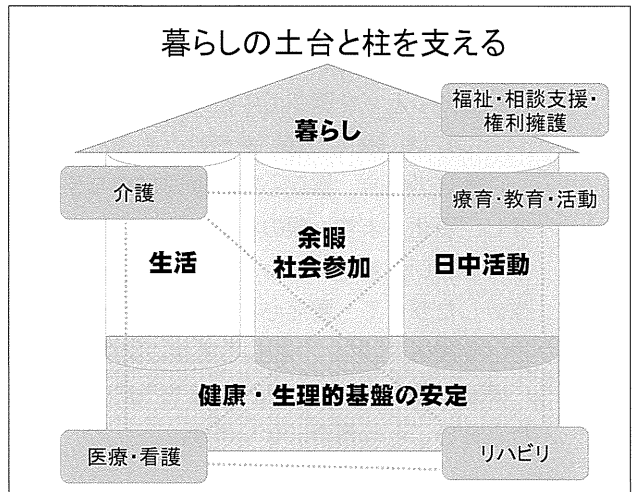 暮らしの土台と柱を支える
福祉・相談支援・
権利擁護
暮らし
介護
療育・教育・活動
生活
余暇
社会参加
日中活動
健康・生理的基盤の安定
医療・看護
リハビリ